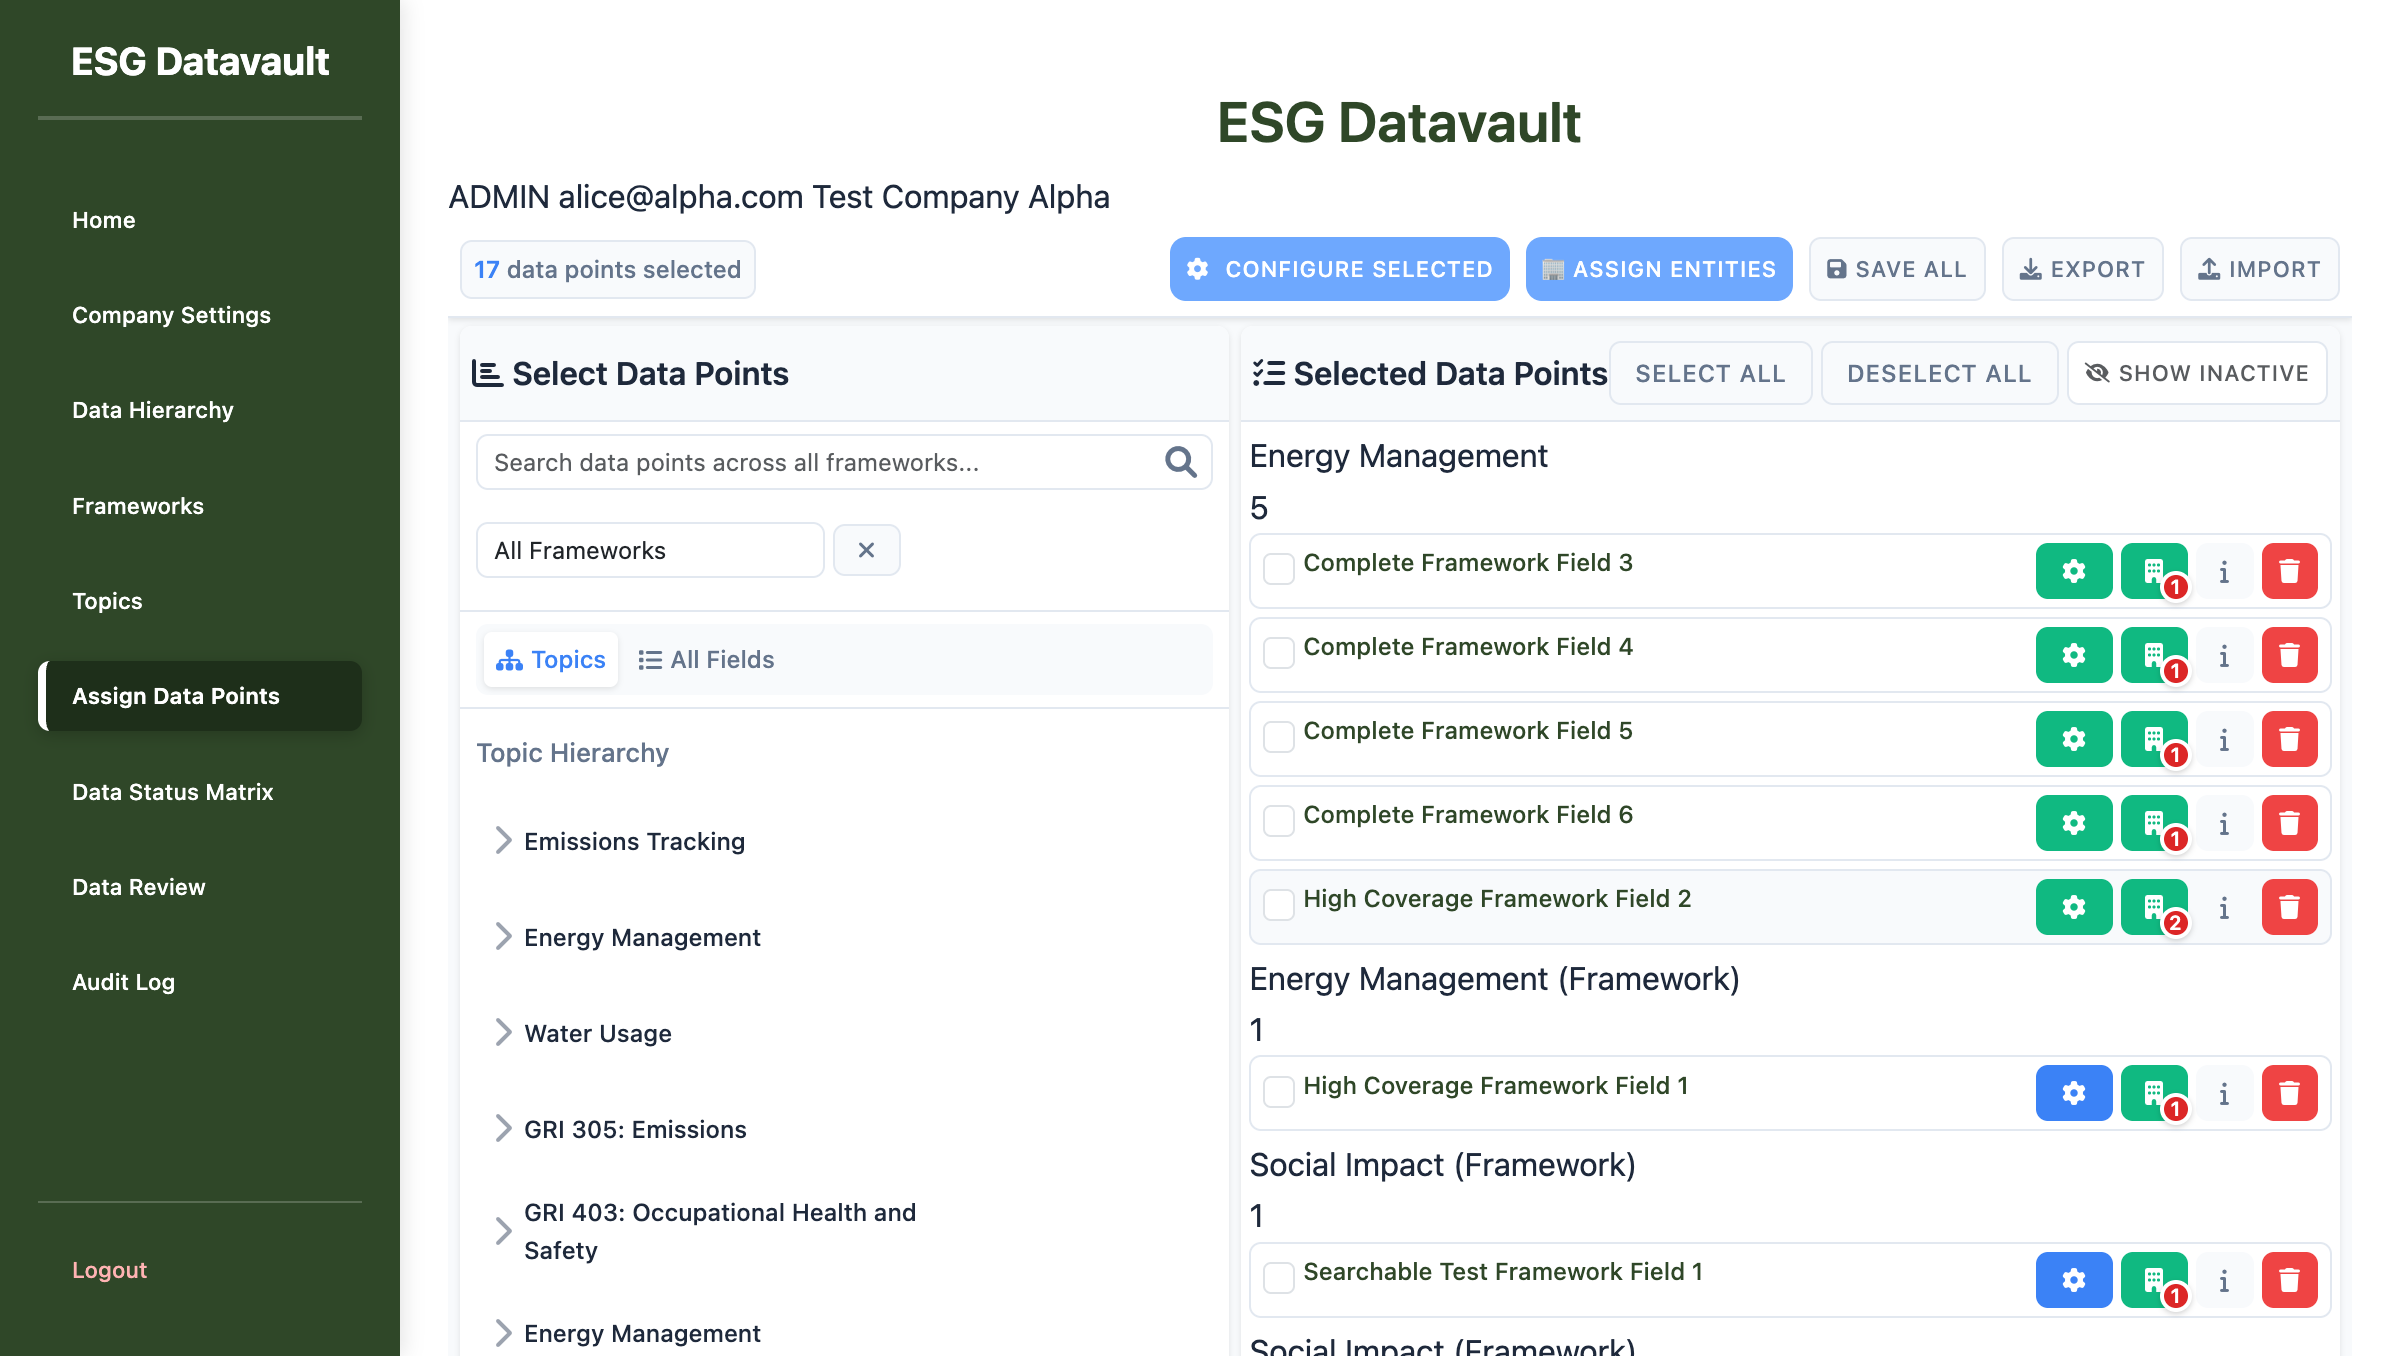 ESG Datavault
Home
Company Settings
Data Hierarchy
Frameworks
Topics
Assign Data Points
Data Status Matrix
Data Review
Audit Log
Logout
ESG Datavault
ADMIN alice@alpha.com Test Company Alpha
17 data points selected
CONFIGURE SELECTED
ASSIGN ENTITIES
SAVE ALL
EXPORT
IMPORT
Select Data Points
Search data points across all frameworks...
All Frameworks
Topics
All Fields
Topic Hierarchy
Emissions Tracking
Energy Management
Water Usage
GRI 305: Emissions
GRI 403: Occupational Health and
Safety
Energy Management
Selected Data Points
SELECT ALL
DESELECT ALL
SHOW INACTIVE
Energy Management
5
Complete Framework Field 3
1
Complete Framework Field 4
1
Complete Framework Field 5
1
Complete Framework Field 6
1
High Coverage Framework Field 2
2
Energy Management (Framework)
1
High Coverage Framework Field 1
1
Social Impact (Framework)
1
Searchable Test Framework Field 1
1
Social Impact (Framework)